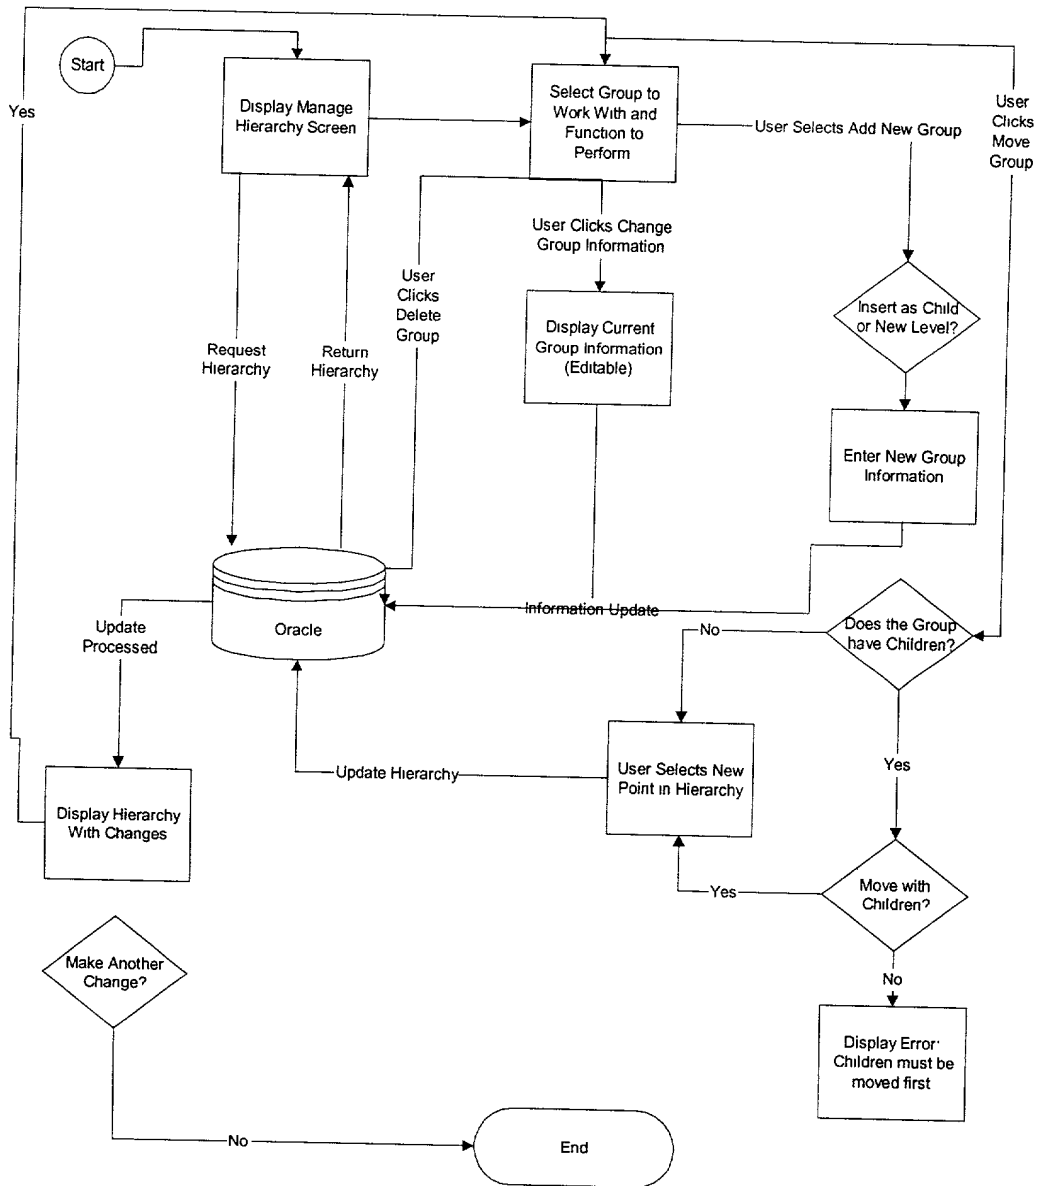 Start
Yes
Display Manage
Hierarchy Screen
Select Group to
Work With and
Function to
Perform
User Selects Add New Group
User
Clicks
Move
Group
User Clicks Change
Group Information
User
Clicks
Delete
Group
Insert as Child
or New Level?
Display Current
Group Information
(Editable)
Request
Hierarchy
Return
Hierarchy
Enter New Group
Information
Oracle
Information Update
Update
Processed
No
Does the Group
have Children?
User Selects New
Point in Hierarchy
Update Hierarchy
Yes
Display Hierarchy
With Changes
Yes
Move with
Children?
Make Another
Change?
No
Display Error:
Children must be
moved first
No
End